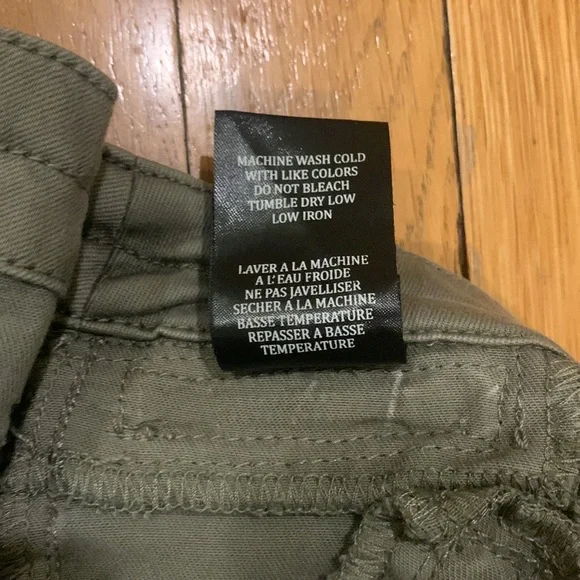 MACHINE WASH COLD
WITH LIKE COLORS
DO NOT BLEACH
TUMBLE DRY LOW
LOW IRON
LAVER A LA MACHINE
A L'EAU FROIDE
NE PAS JAVELLISER
SECHER A LA MACHINE
BASSE TEMPERATURE
REPASSER A BASSE
TEMPERATURE